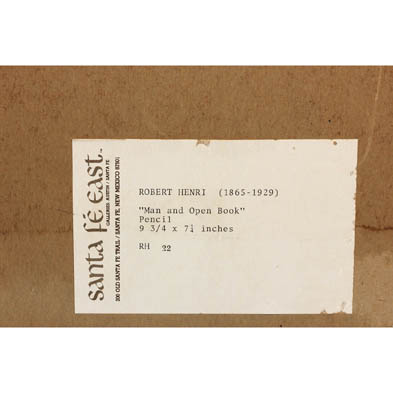 santa fé east™
GALLERIES AUSTIN / SANTA FE
200 OLD SANTA FE TRAIL / SANTA FE, NEW MEXICO 87501
ROBERT HENRI (1865-1929)
"Man and Open Book"
Pencil
9 3/4 x 7¼ inches
RH 22